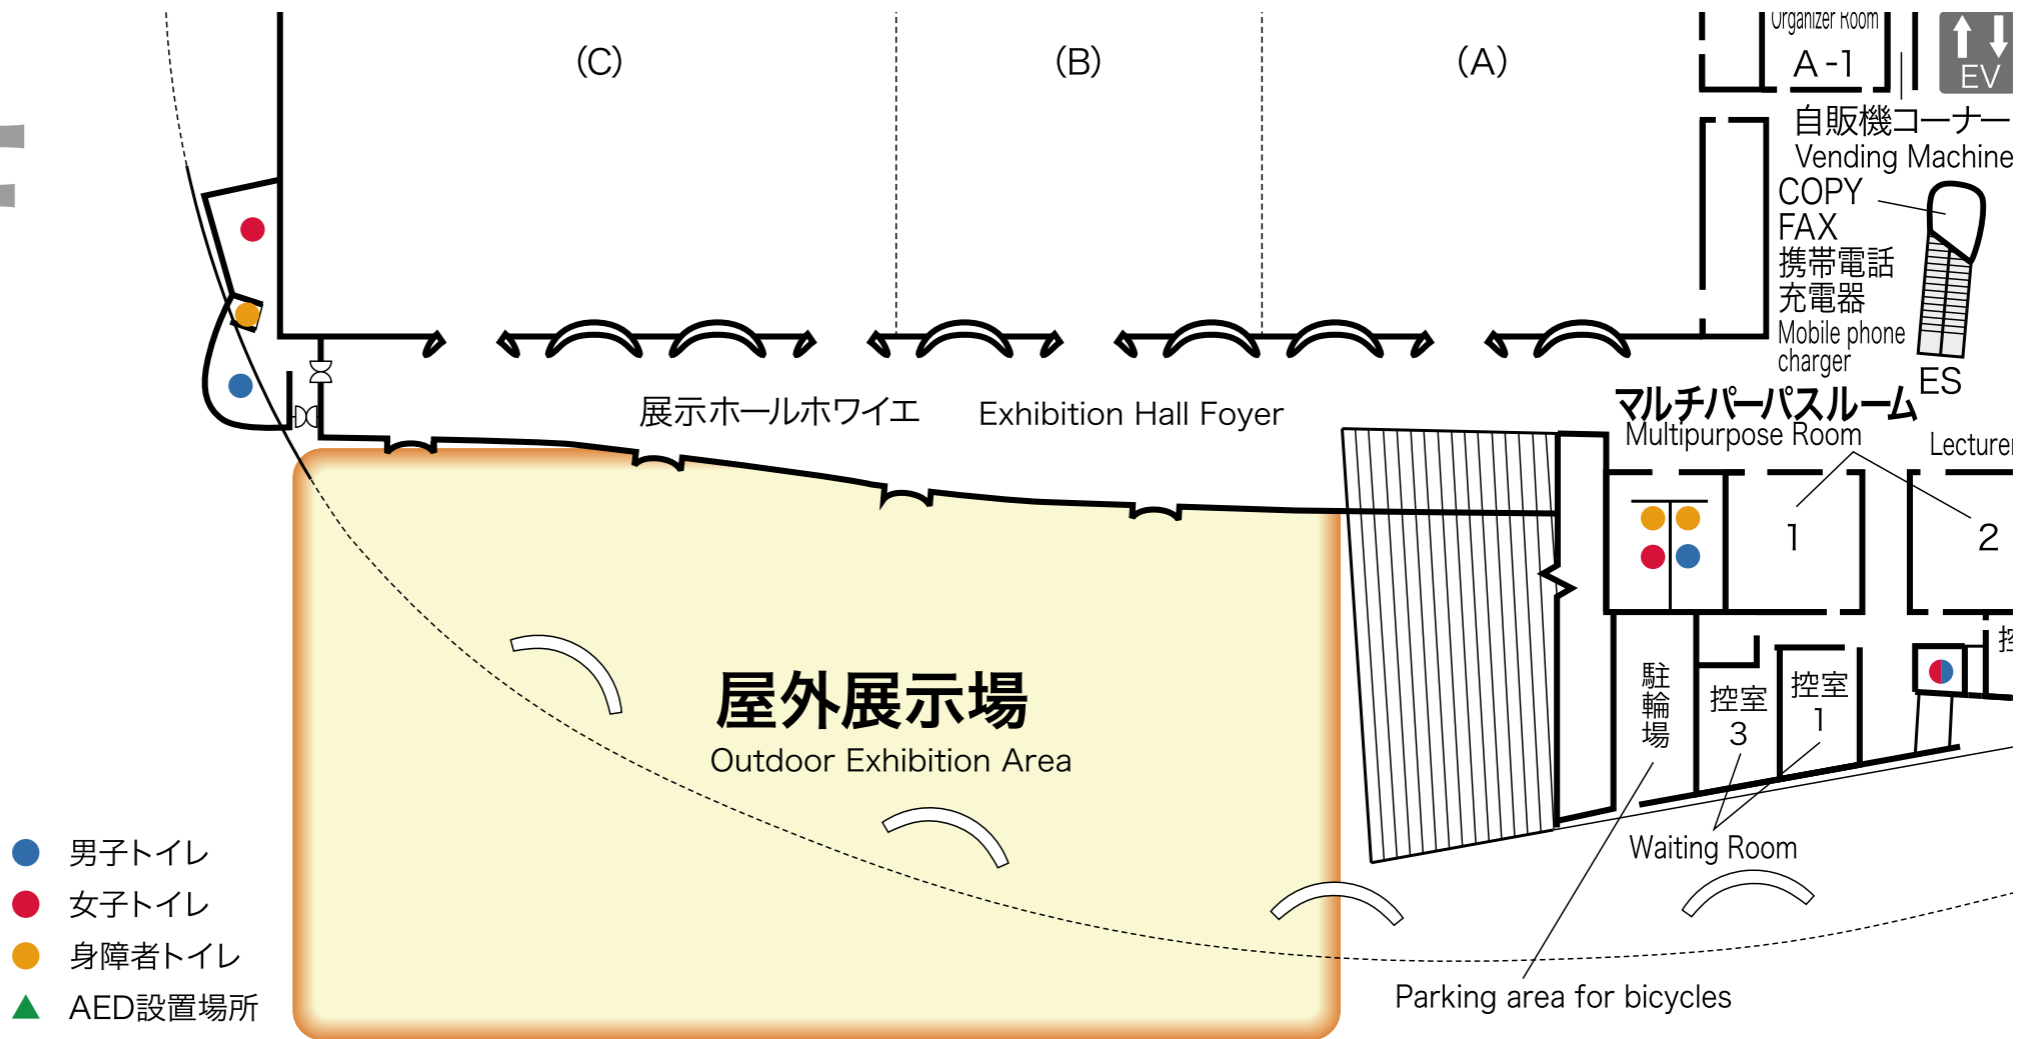 (C)
(B)
(A)
Organizer Room
A-1
EV
自販機コーナー
Vending Machine
COPY
FAX
携帯電話
充電器
Mobile phone
charger
ES
展示ホールホワイエ Exhibition Hall Foyer
マルチパーパスルーム
Multipurpose Room
Lecturer
1
2
屋外展示場
Outdoor Exhibition Area
駐輪場
控室
3
控室
1
Waiting Room
Parking area for bicycles
男子トイレ
女子トイレ
身障者トイレ
AED設置場所